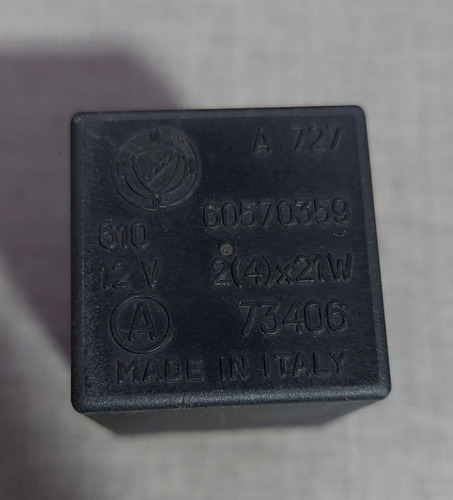 A 727
60570359
610
12 V 2(4)x21W
A 73406
MADE IN ITALY